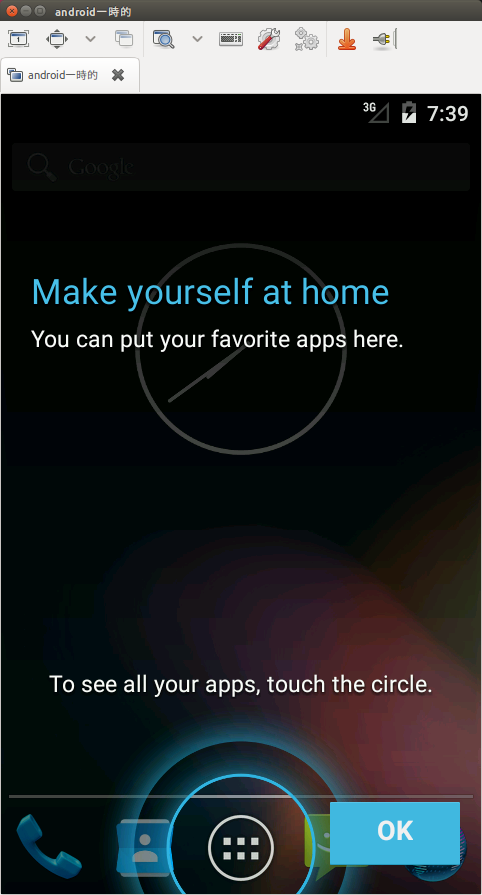 android一時的
android一時的
3G 7:39
Google
Make yourself at home
You can put your favorite apps here.
To see all your apps, touch the circle.
OK